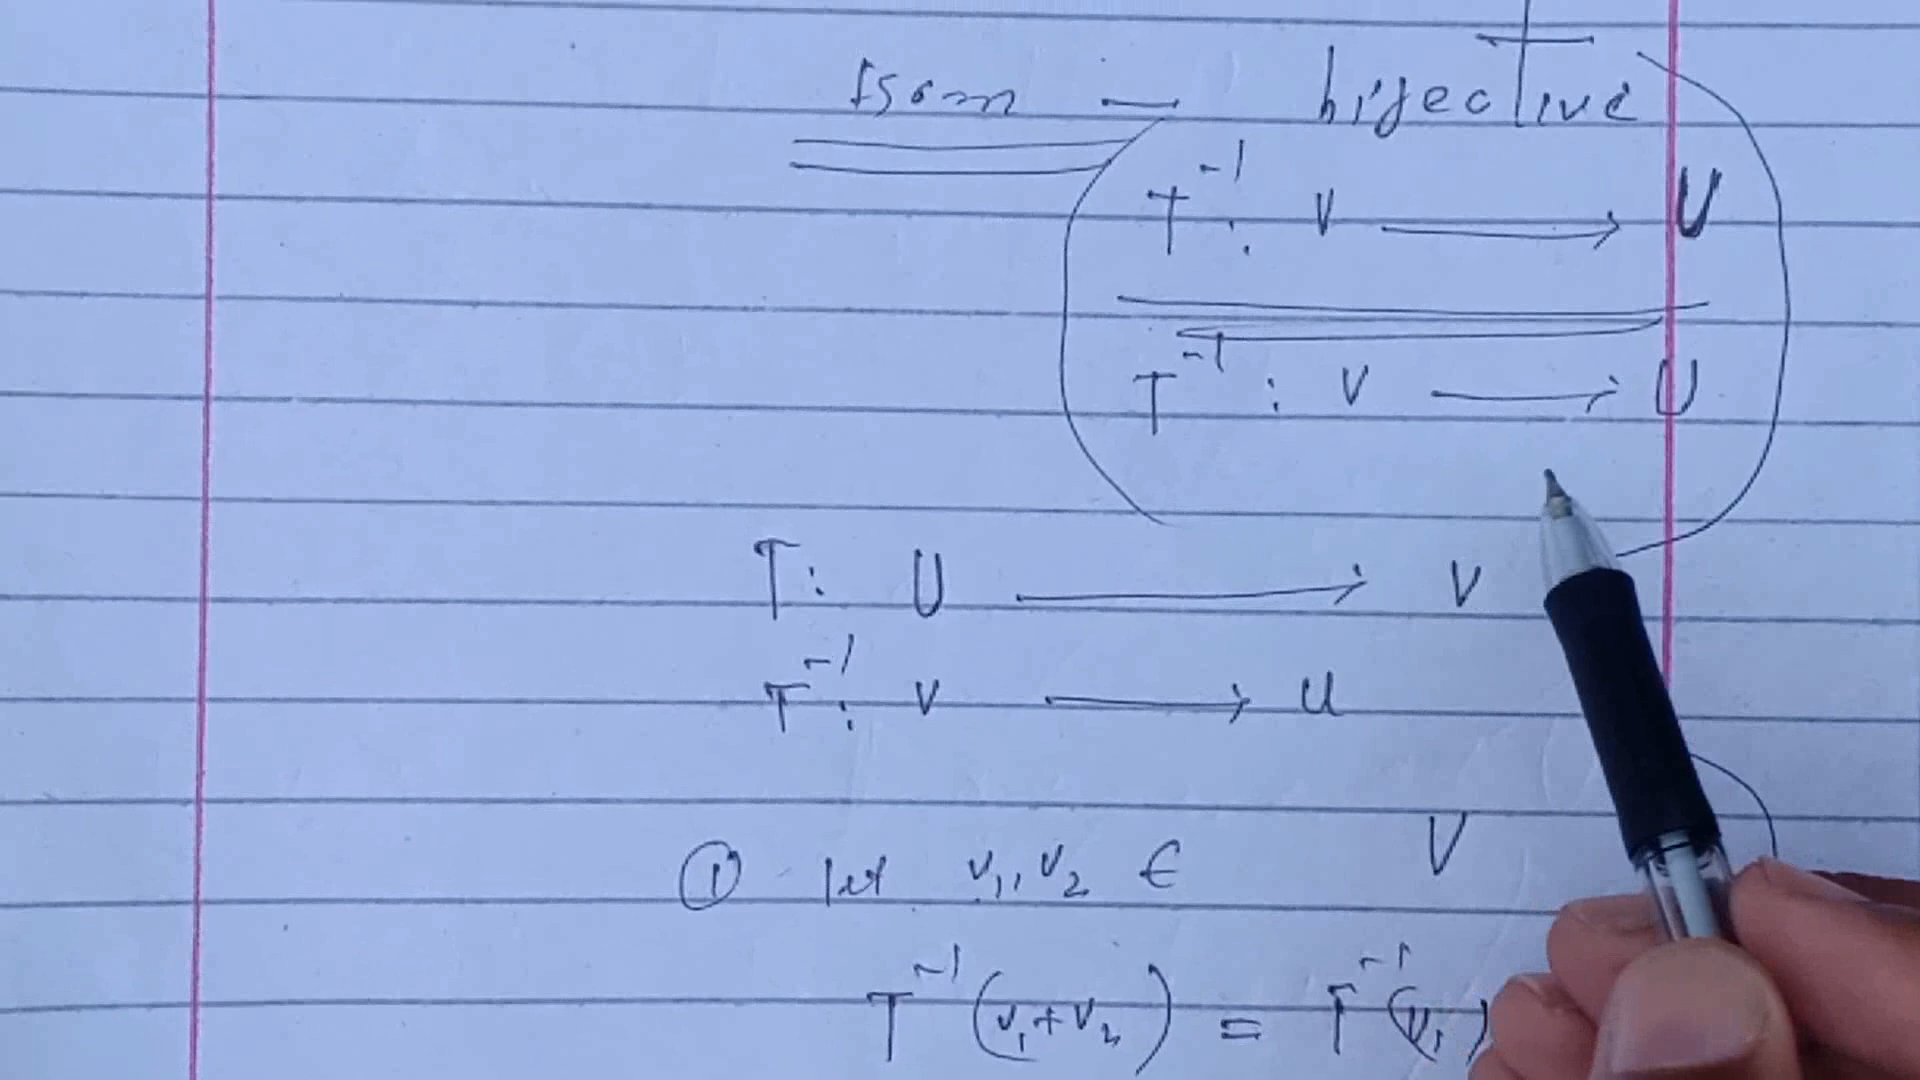 Isom — bijective
T⁻¹: V → U
T⁻¹: V → U
T: U → V
T⁻¹: V → U
① let v₁, v₂ ∈ V
T⁻¹(v₁+v₂) = T⁻¹(v₁)